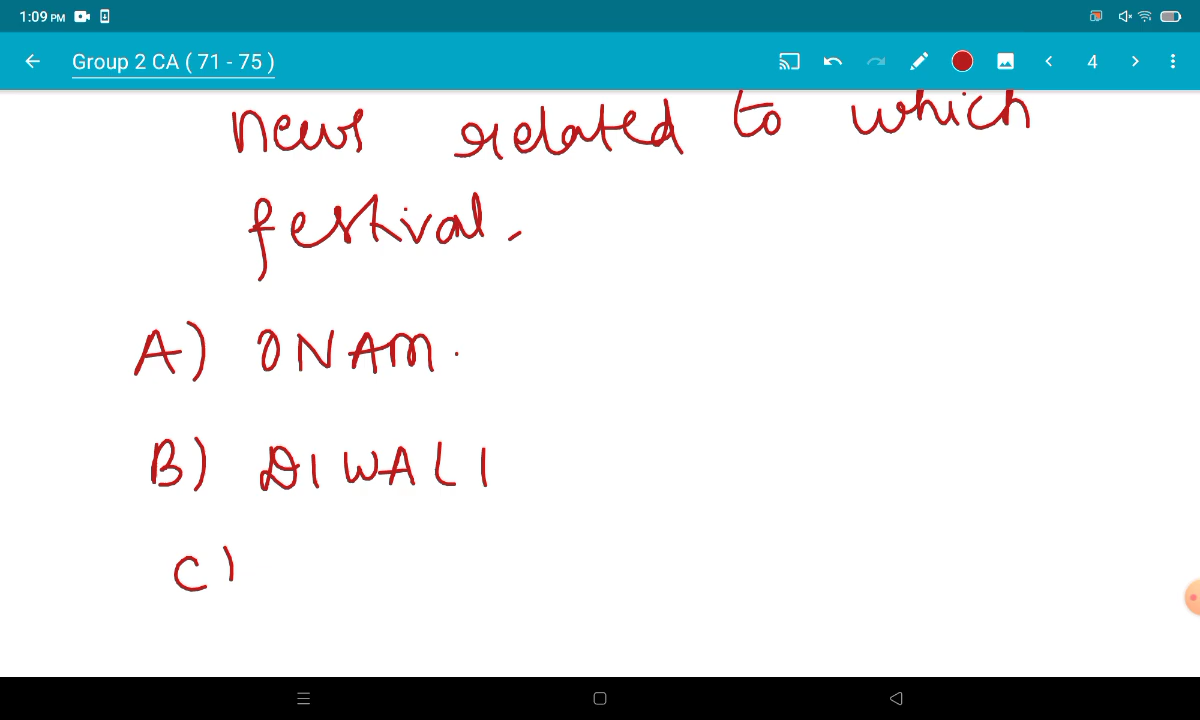 1:09 PM
Group 2 CA ( 71 - 75 )
4
news related to which
festival.
A) ONAM.
B) DIWALI
C)